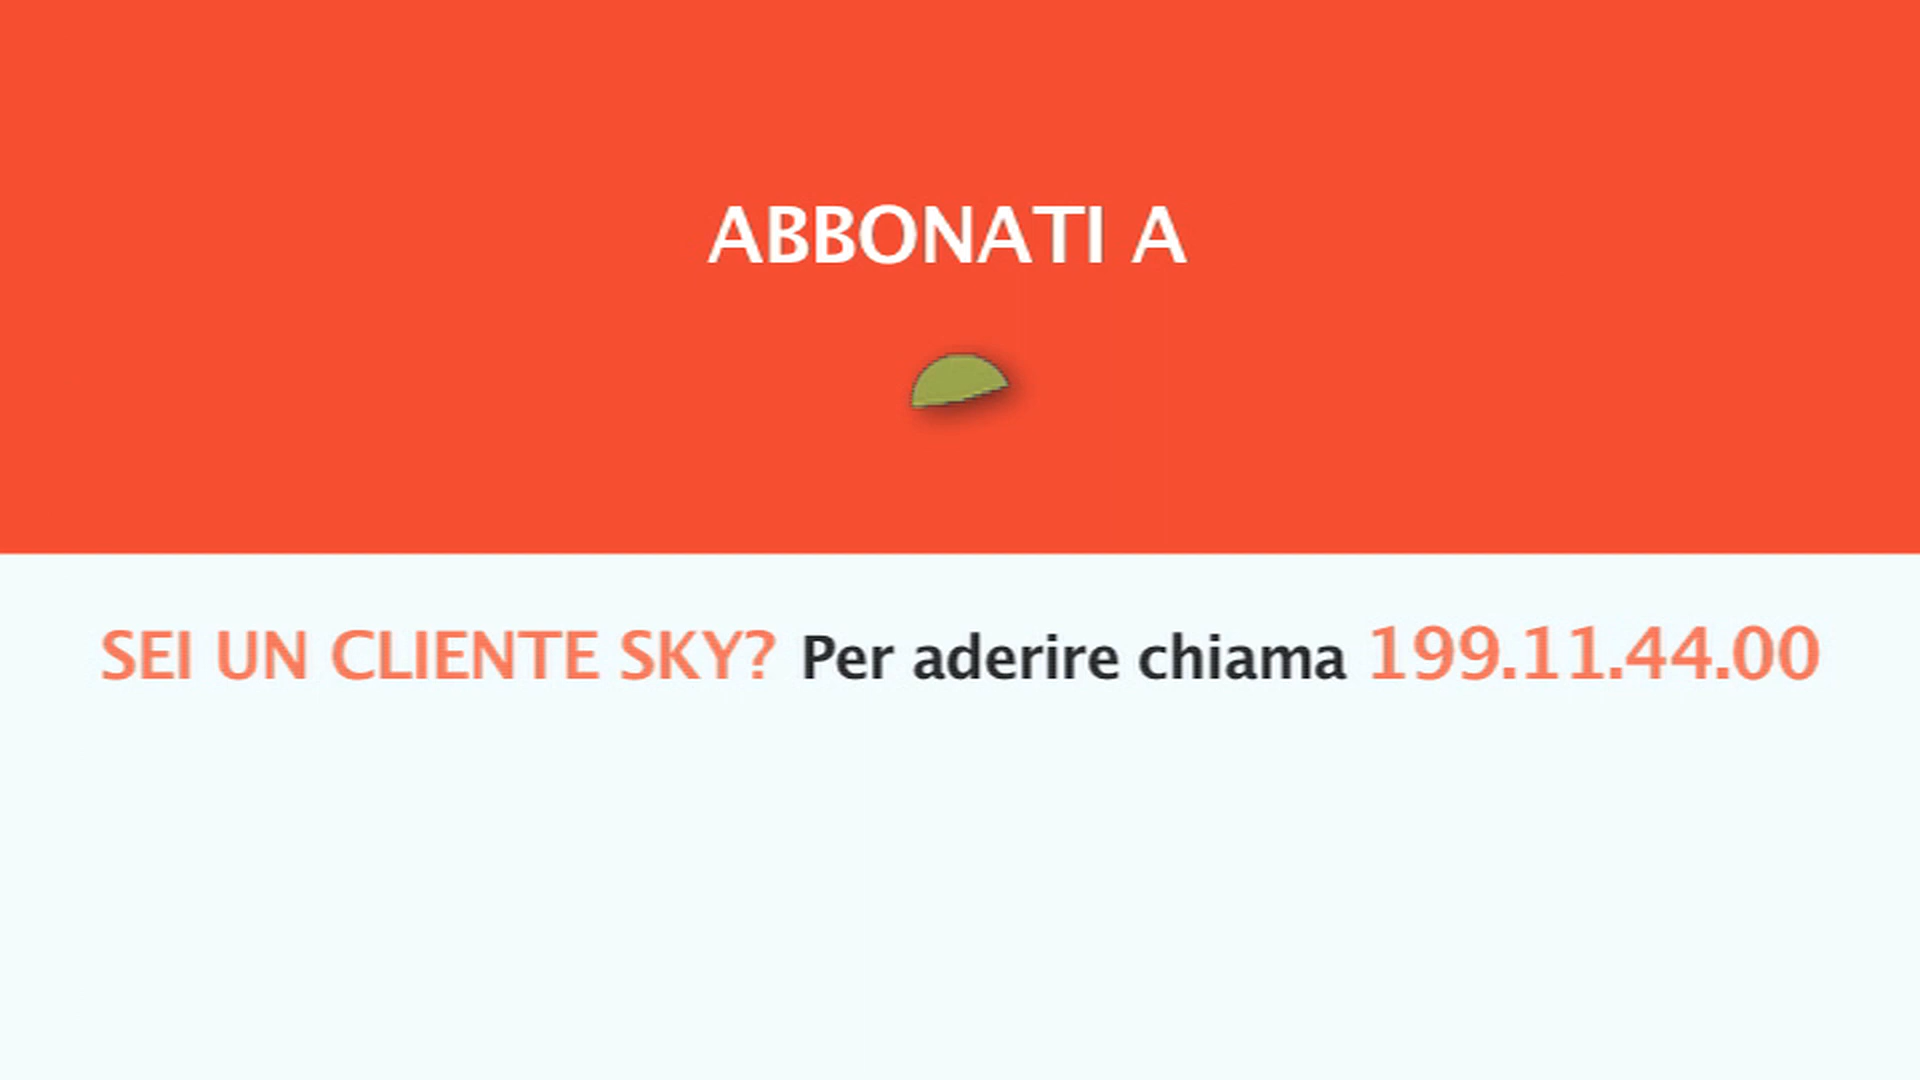 ABBONATI A
SEI UN CLIENTE SKY? Per aderire chiama 199.11.44.00